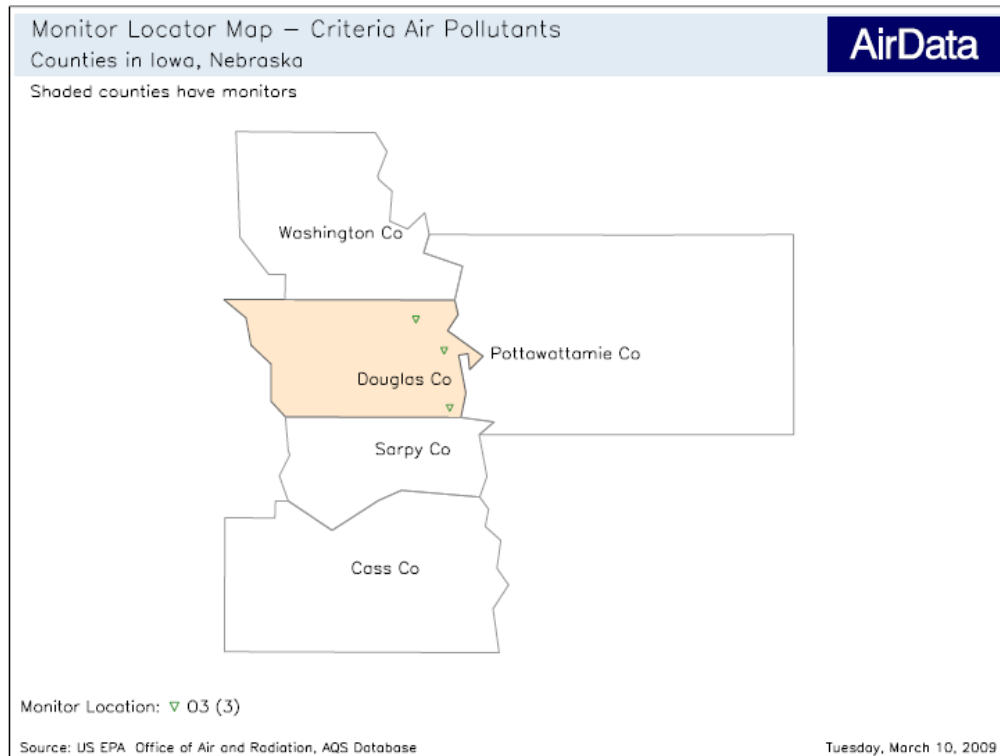 Monitor Locator Map – Criteria Air Pollutants
Counties in Iowa, Nebraska
AirData
Shaded counties have monitors
Washington Co
Pottawattamie Co
Douglas Co
Sarpy Co
Cass Co
Monitor Location: ▽ O3 (3)
Source: US EPA Office of Air and Radiation, AQS Database
Tuesday, March 10, 2009